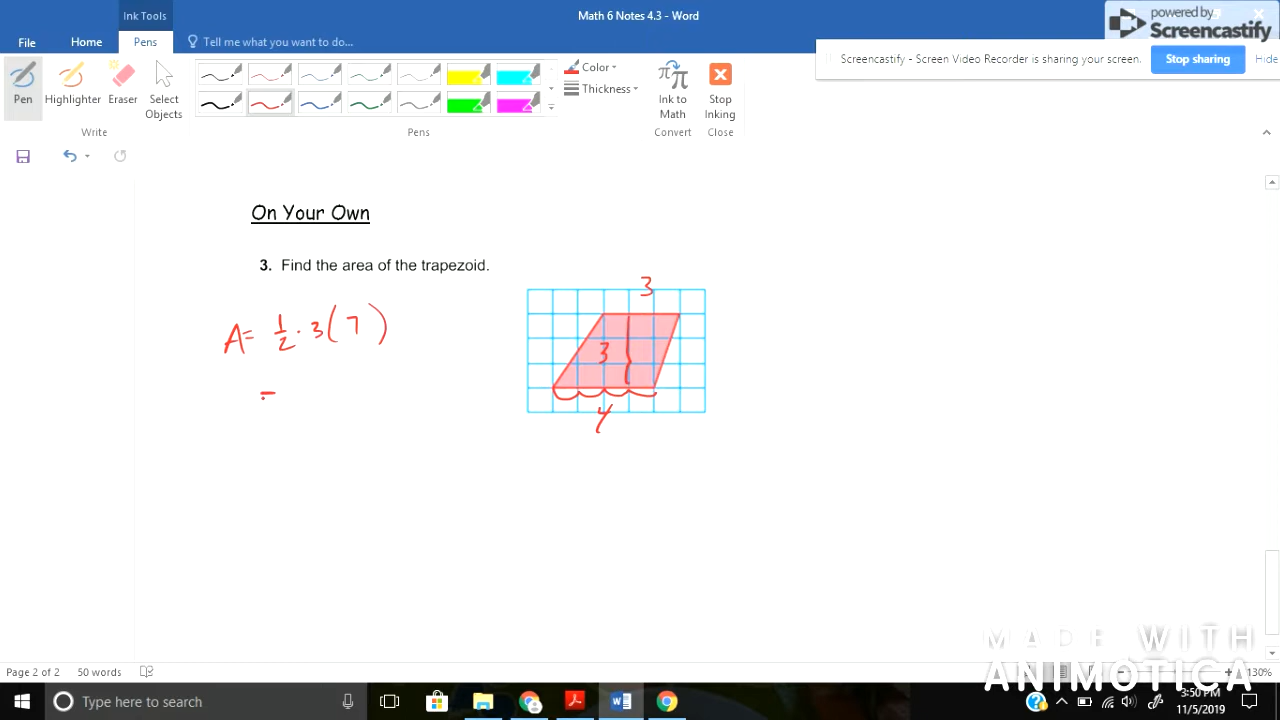 Ink Tools
Math 6 Notes 4.3 - Word
powered by
Screencastify
File
Home
Pens
Tell me what you want to do...
Screencastify - Screen Video Recorder is sharing your screen.
Stop sharing
Hide
Pen
Highlighter
Eraser
Select
Objects
Color
Thickness
Ink to
Math
Stop
Inking
Write
Pens
Convert
Close
On Your Own
3. Find the area of the trapezoid.
3
A= 1/2 · 3(7)
3
=
4
MADE WITH
ANIMOTICA
Page 2 of 2
50 words
130%
Type here to search
3:50 PM
11/5/2019